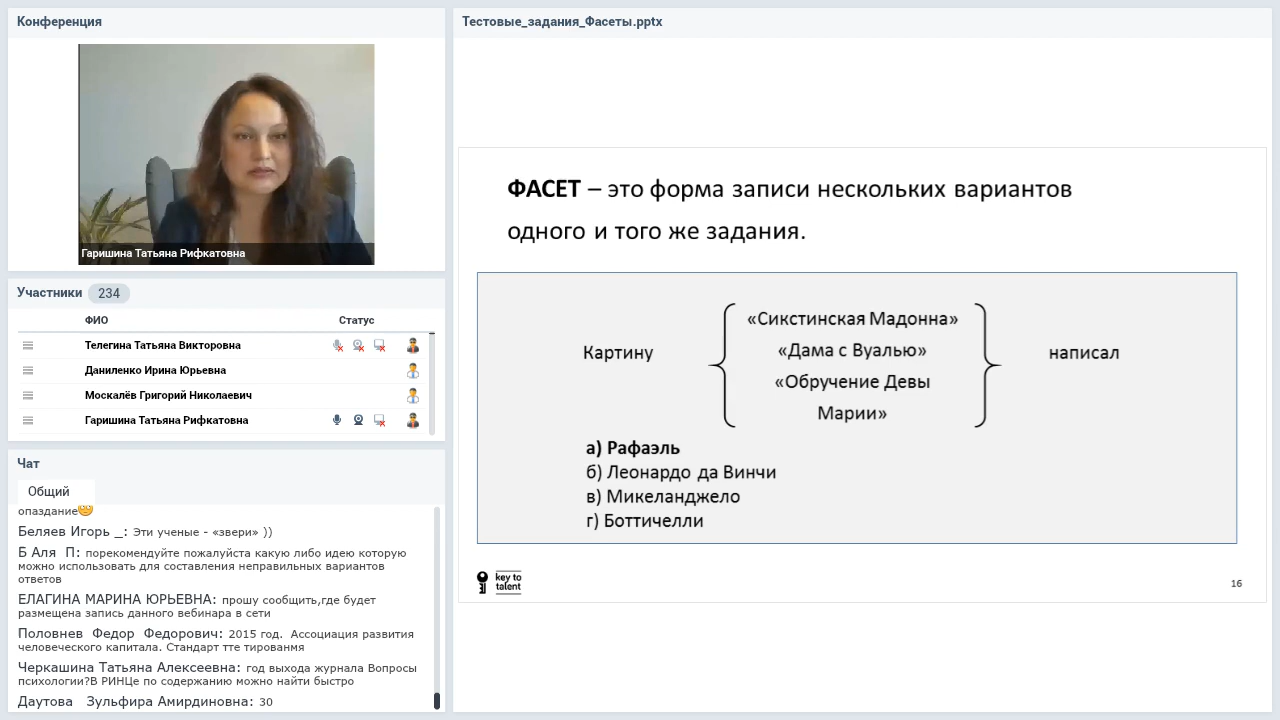 Конференция
Гаришина Татьяна Рифкатовна
Участники 234
ФИО Статус
Телегина Татьяна Викторовна
Даниленко Ирина Юрьевна
Москалёв Григорий Николаевич
Гаришина Татьяна Рифкатовна
Чат
Общий
опаздание
Беляев Игорь _: Эти ученые - «звери» ))
Б Аля П: порекомендуйте пожалуйста какую либо идею которую
можно использовать для составления неправильных вариантов
ответов
ЕЛАГИНА МАРИНА ЮРЬЕВНА: прошу сообщить,где будет
размещена запись данного вебинара в сети
Половнев Федор Федорович: 2015 год. Ассоциация развития
человеческого капитала. Стандарт тте тированмя
Черкашина Татьяна Алексеевна: год выхода журнала Вопросы
психологии?В РИНЦе по содержанию можно найти быстро
Даутова Зульфира Амирдиновна: 30
Тестовые_задания_Фасеты.pptx
ФАСЕТ – это форма записи нескольких вариантов
одного и того же задания.
«Сикстинская Мадонна»
«Дама с Вуалью»
Картину написал
«Обручение Девы
Марии»
а) Рафаэль
б) Леонардо да Винчи
в) Микеланджело
г) Боттичелли
key to
talent
16